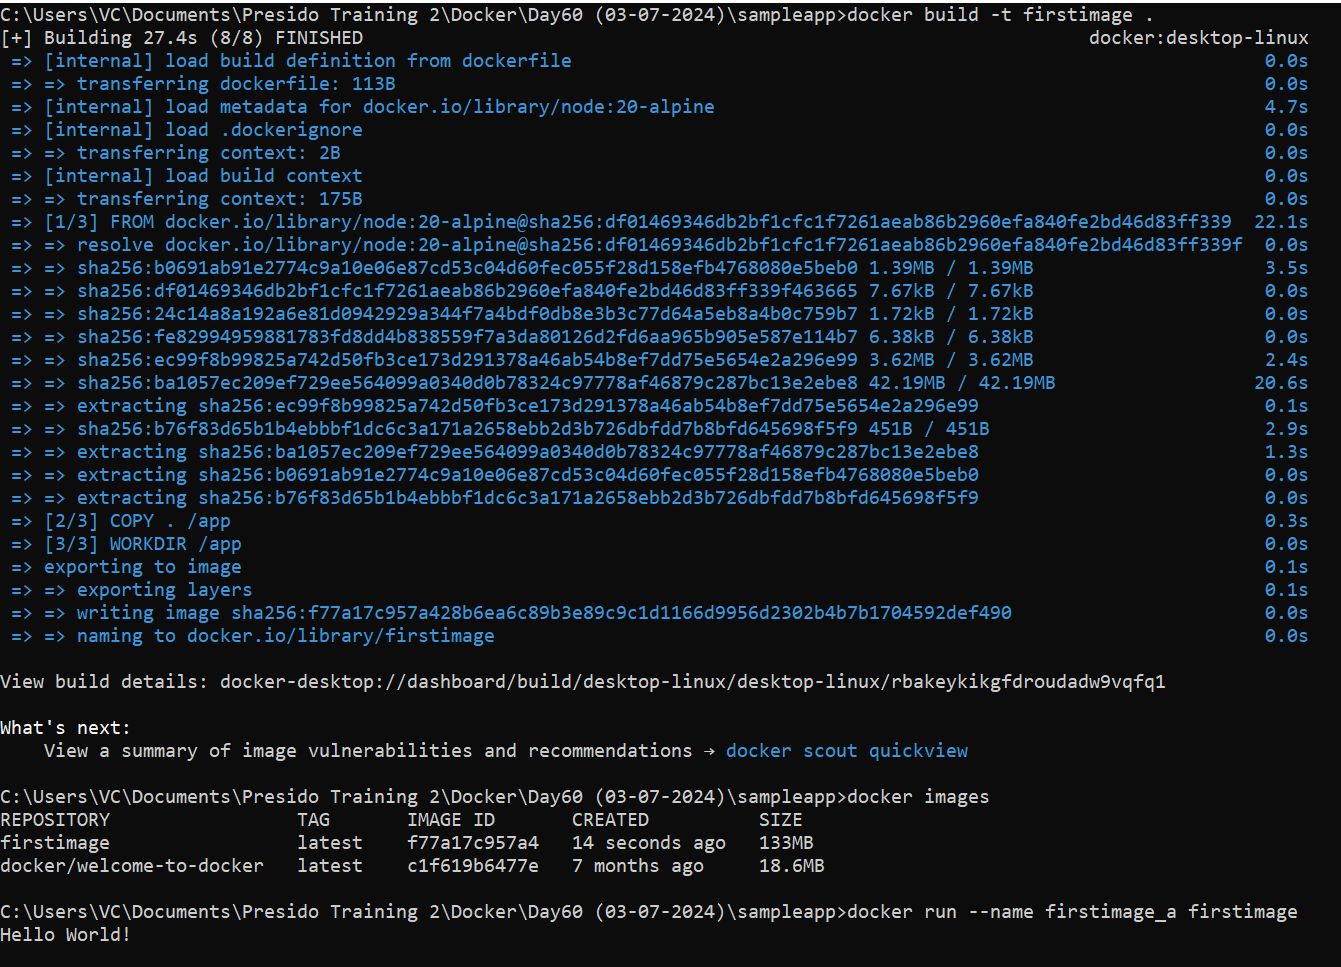 C:\Users\VC\Documents\Presido Training 2\Docker\Day60 (03-07-2024)\sampleapp>docker build -t firstimage .
[+] Building 27.4s (8/8) FINISHED docker:desktop-linux
=> [internal] load build definition from dockerfile 0.0s
=> => transferring dockerfile: 113B 0.0s
=> [internal] load metadata for docker.io/library/node:20-alpine 4.7s
=> [internal] load .dockerignore 0.0s
=> => transferring context: 2B 0.0s
=> [internal] load build context 0.0s
=> => transferring context: 175B 0.0s
=> [1/3] FROM docker.io/library/node:20-alpine@sha256:df01469346db2bf1cfc1f7261aeab86b2960efa840fe2bd46d83ff339 22.1s
=> => resolve docker.io/library/node:20-alpine@sha256:df01469346db2bf1cfc1f7261aeab86b2960efa840fe2bd46d83ff339f 0.0s
=> => sha256:b0691ab91e2774c9a10e06e87cd53c04d60fec055f28d158efb4768080e5beb0 1.39MB / 1.39MB 3.5s
=> => sha256:df01469346db2bf1cfc1f7261aeab86b2960efa840fe2bd46d83ff339f463665 7.67kB / 7.67kB 0.0s
=> => sha256:24c14a8a192a6e81d0942929a344f7a4bdf0db8e3b3c77d64a5eb8a4b0c759b7 1.72kB / 1.72kB 0.0s
=> => sha256:fe82994959881783fd8dd4b838559f7a3da80126d2fd6aa965b905e587e114b7 6.38kB / 6.38kB 0.0s
=> => sha256:ec99f8b99825a742d50fb3ce173d291378a46ab54b8ef7dd75e5654e2a296e99 3.62MB / 3.62MB 2.4s
=> => sha256:ba1057ec209ef729ee564099a0340d0b78324c97778af46879c287bc13e2ebe8 42.19MB / 42.19MB 20.6s
=> => extracting sha256:ec99f8b99825a742d50fb3ce173d291378a46ab54b8ef7dd75e5654e2a296e99 0.1s
=> => sha256:b76f83d65b1b4ebbbf1dc6c3a171a2658ebb2d3b726dbfdd7b8bfd645698f5f9 451B / 451B 2.9s
=> => extracting sha256:ba1057ec209ef729ee564099a0340d0b78324c97778af46879c287bc13e2ebe8 1.3s
=> => extracting sha256:b0691ab91e2774c9a10e06e87cd53c04d60fec055f28d158efb4768080e5beb0 0.0s
=> => extracting sha256:b76f83d65b1b4ebbbf1dc6c3a171a2658ebb2d3b726dbfdd7b8bfd645698f5f9 0.0s
=> [2/3] COPY . /app 0.3s
=> [3/3] WORKDIR /app 0.0s
=> exporting to image 0.1s
=> => exporting layers 0.1s
=> => writing image sha256:f77a17c957a428b6ea6c89b3e89c9c1d1166d9956d2302b4b7b1704592def490 0.0s
=> => naming to docker.io/library/firstimage 0.0s
View build details: docker-desktop://dashboard/build/desktop-linux/desktop-linux/rbakeykikgfdroudadw9vqfq1
What's next:
View a summary of image vulnerabilities and recommendations → docker scout quickview
C:\Users\VC\Documents\Presido Training 2\Docker\Day60 (03-07-2024)\sampleapp>docker images
REPOSITORY TAG IMAGE ID CREATED SIZE
firstimage latest f77a17c957a4 14 seconds ago 133MB
docker/welcome-to-docker latest c1f619b6477e 7 months ago 18.6MB
C:\Users\VC\Documents\Presido Training 2\Docker\Day60 (03-07-2024)\sampleapp>docker run --name firstimage_a firstimage
Hello World!